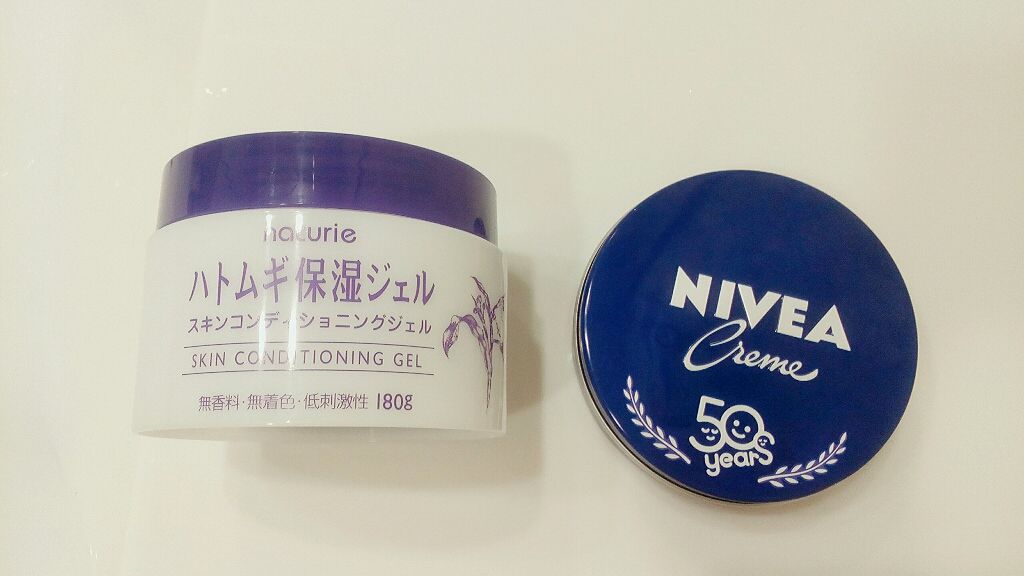 naturie
ハトムギ保湿ジェル
スキンコンディショニングジェル
SKIN CONDITIONING GEL
無香料・無着色・低刺激性 180g
NIVEA
Creme
50
years